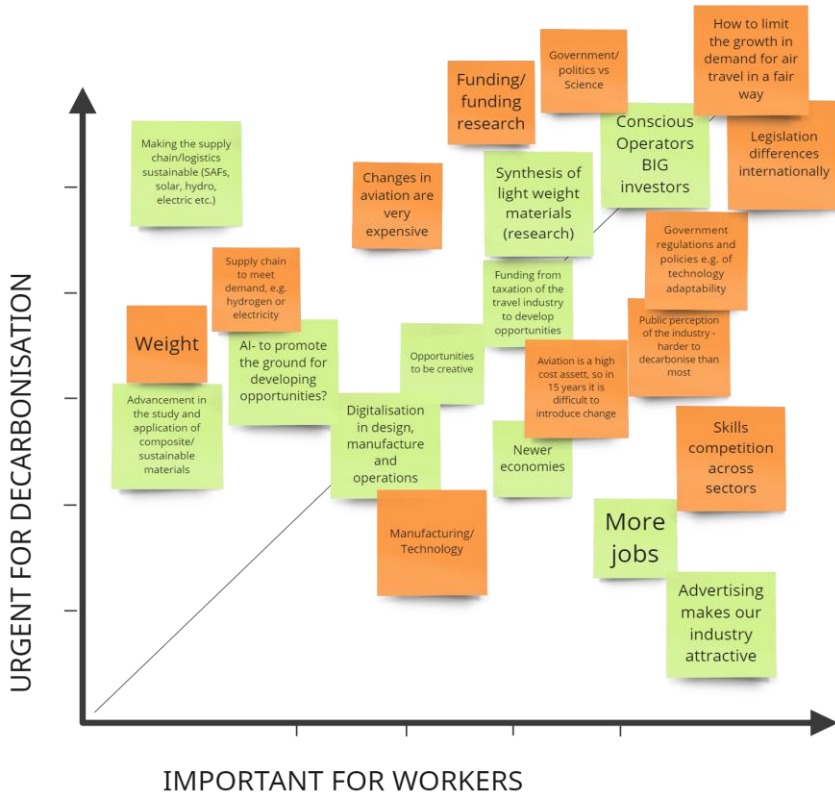 How to limit
the growth in
demand for air
travel in a fair
way
Government/
politics vs
Science
Funding/
funding
research
Conscious
Operators
BIG
investors
Legislation
differences
internationally
Making the supply
chain/logistics
sustainable (SAFs,
solar, hydro,
electric etc.)
Changes in
aviation are
very
expensive
Synthesis of
light weight
materials
(research)
Government
regulations and
policies e.g. of
technology
adaptability
Supply chain
to meet
demand, e.g.
hydrogen or
electricity
Funding from
taxation of the
travel industry
to develop
opportunities
Public perception
of the industry -
harder to
decarbonise than
most
Weight
AI- to promote
the ground for
developing
opportunities?
Opportunities
to be creative
Aviation is a high
cost assett, so in
15 years it is
difficult to
introduce change
Advancement in
the study and
application of
composite/
sustainable
materials
Digitalisation
in design,
manufacture
and
operations
Newer
economies
Skills
competition
across
sectors
Manufacturing/
Technology
More
jobs
Advertising
makes our
industry
attractive
URGENT FOR DECARBONISATION
IMPORTANT FOR WORKERS